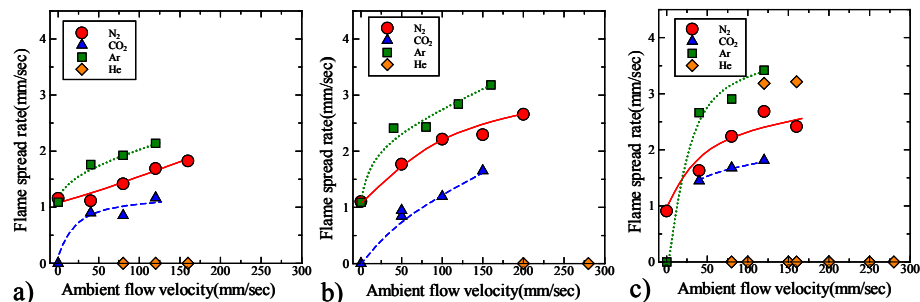 4
3
2
1
0
Flame spread rate(mm/sec)
N₂
CO₂
Ar
He
0 50 100 150 200 250 300
Ambient flow velocity(mm/sec)
a)
4
3
2
1
0
Flame spread rate(mm/sec)
N₂
CO₂
Ar
He
0 50 100 150 200 250 300
Ambient flow velocity(mm/sec)
b)
4
3
2
1
0
Flame spread rate(mm/sec)
N₂
CO₂
Ar
He
50 100 150 200 250 300
Ambient flow velocity(mm/sec)
c)